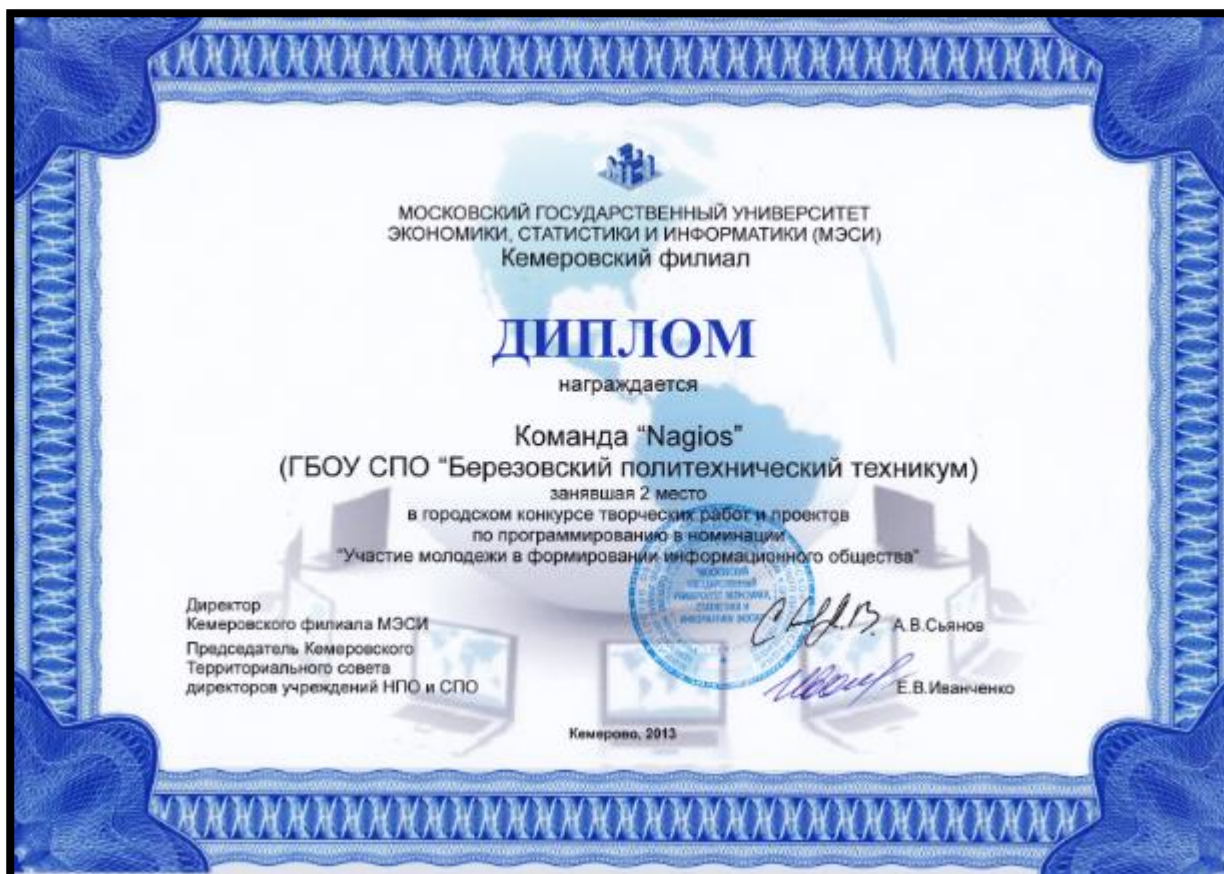 МЭСИ
МОСКОВСКИЙ ГОСУДАРСТВЕННЫЙ УНИВЕРСИТЕТ
ЭКОНОМИКИ, СТАТИСТИКИ И ИНФОРМАТИКИ (МЭСИ)
Кемеровский филиал
ДИПЛОМ
награждается
Команда “Nagios”
(ГБОУ СПО “Березовский политехнический техникум)
занявшая 2 место
в городском конкурсе творческих работ и проектов
по программированию в номинации
“Участие молодежи в формировании информационного общества”
Директор
Кемеровского филиала МЭСИ
А.В.Сьянов
Председатель Кемеровского
Территориального совета
директоров учреждений НПО и СПО
Е.В.Иванченко
Кемерово, 2013